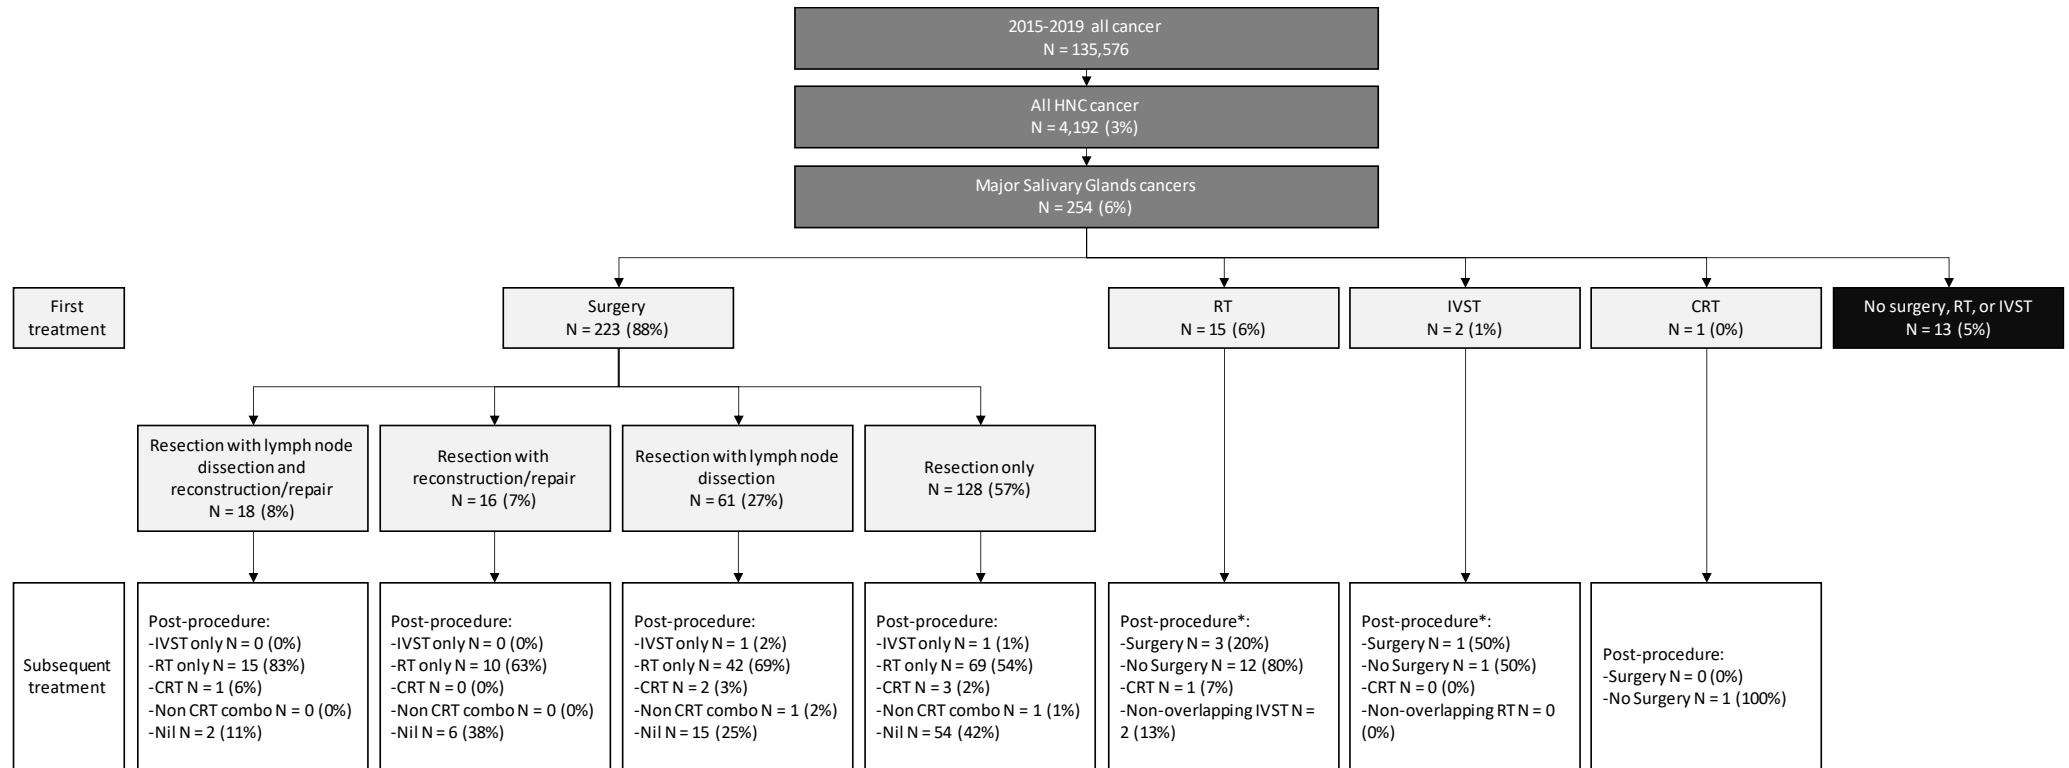 2015-2019 all cancer
N = 135,576
All HNC cancer
N = 4,192 (3%)
Major Salivary Glands cancers
N = 254 (6%)
First
treatment
Surgery
N = 223 (88%)
RT
N = 15 (6%)
IVST
N = 2 (1%)
CRT
N = 1 (0%)
No surgery, RT, or IVST
N = 13 (5%)
Resection with lymph node
dissection and
reconstruction/repair
N = 18 (8%)
Resection with
reconstruction/repair
N = 16 (7%)
Resection with lymph node
dissection
N = 61 (27%)
Resection only
N = 128 (57%)
Subsequent
treatment
Post-procedure:
-IVST only N = 0 (0%)
-RT only N = 15 (83%)
-CRT N = 1 (6%)
-Non CRT combo N = 0 (0%)
-Nil N = 2 (11%)
Post-procedure:
-IVST only N = 0 (0%)
-RT only N = 10 (63%)
-CRT N = 0 (0%)
-Non CRT combo N = 0 (0%)
-Nil N = 6 (38%)
Post-procedure:
-IVST only N = 1 (2%)
-RT only N = 42 (69%)
-CRT N = 2 (3%)
-Non CRT combo N = 1 (2%)
-Nil N = 15 (25%)
Post-procedure:
-IVST only N = 1 (1%)
-RT only N = 69 (54%)
-CRT N = 3 (2%)
-Non CRT combo N = 1 (1%)
-Nil N = 54 (42%)
Post-procedure*:
-Surgery N = 3 (20%)
-No Surgery N = 12 (80%)
-CRT N = 1 (7%)
-Non-overlapping IVST N =
2 (13%)
Post-procedure*:
-Surgery N = 1 (50%)
-No Surgery N = 1 (50%)
-CRT N = 0 (0%)
-Non-overlapping RT N = 0
(0%)
Post-procedure:
-Surgery N = 0 (0%)
-No Surgery N = 1 (100%)